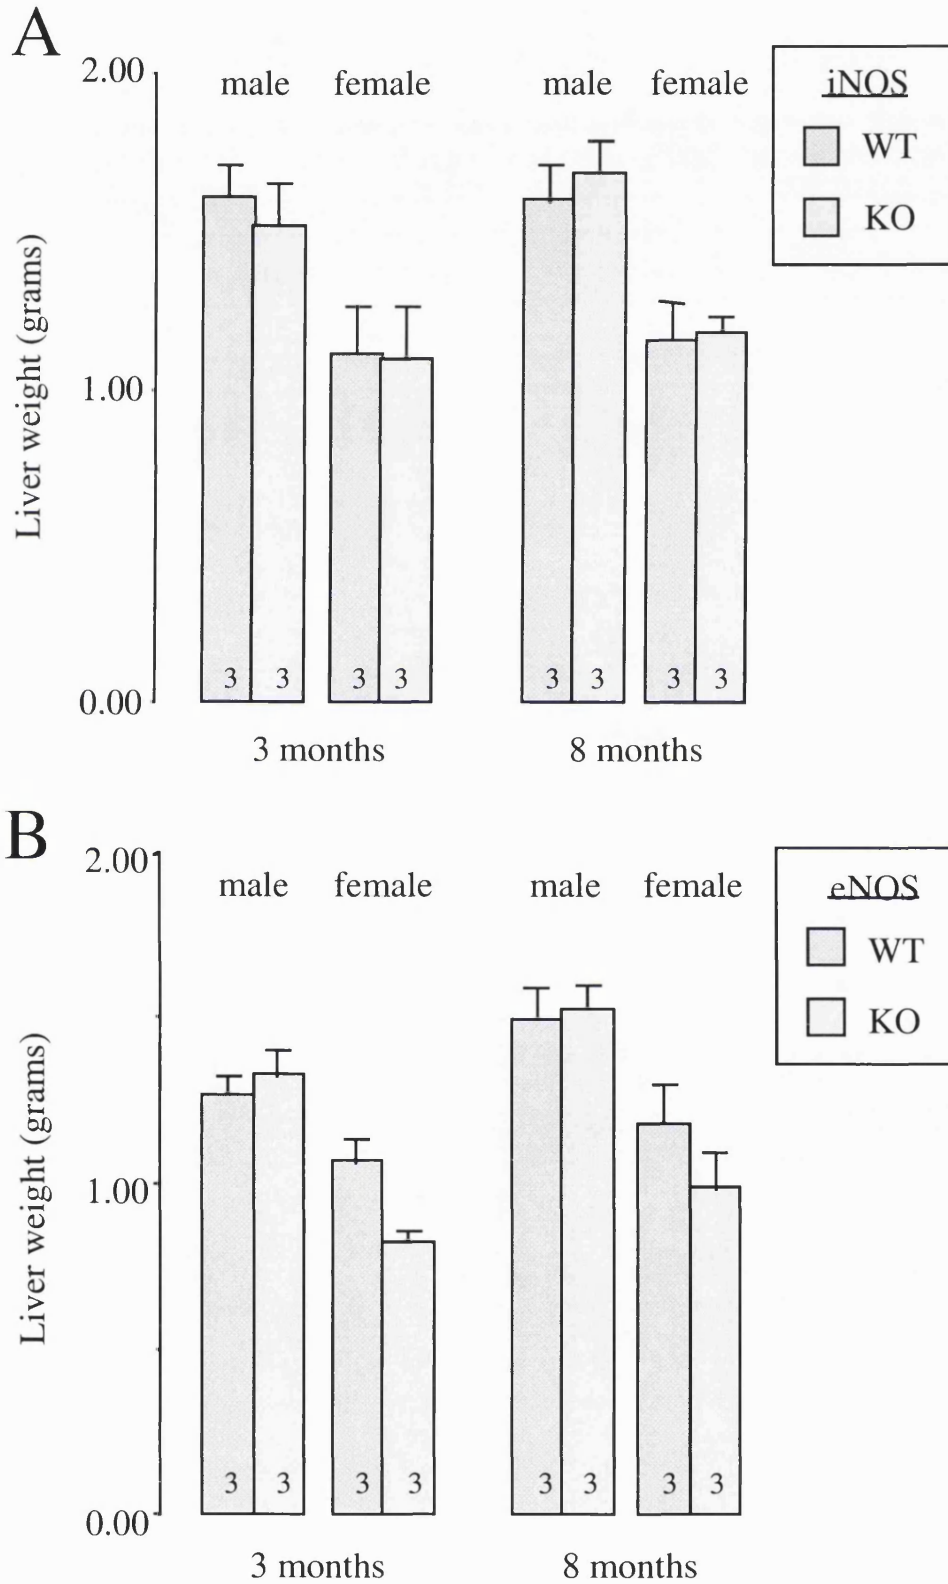 A
2.00
male female
male female
iNOS
WT
KO
Liver weight (grams)
1.00
3 3 3 3
3 3 3 3
0.00
3 months
8 months
B
2.00
male female
male female
eNOS
WT
KO
Liver weight (grams)
1.00
3 3 3 3
3 3 3 3
0.00
3 months
8 months